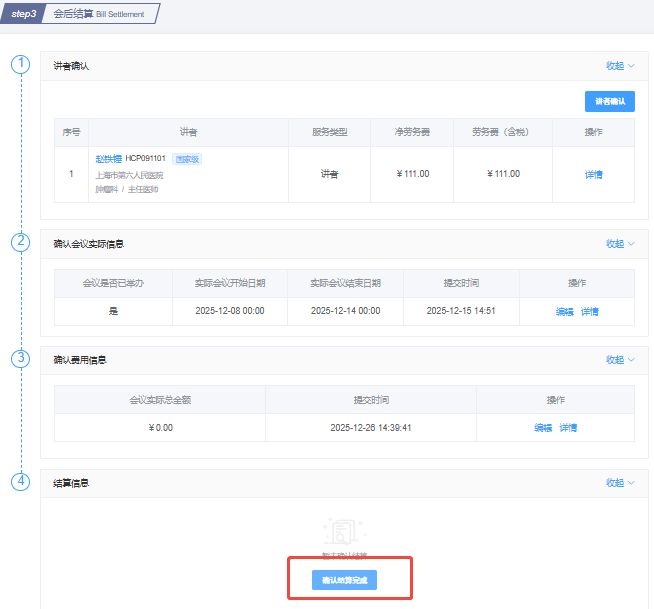 step3 会后结算 Bill Settlement
1 讲者确认 收起
讲者确认
序号 讲者 服务类型 净劳务费 劳务费（含税） 操作
1 赵铁锤 HCP091101 国家级 讲者 ¥ 111.00 ¥ 111.00 详情
上海市第六人民医院
肿瘤科 / 主任医师
2 确认会议实际信息 收起
会议是否已举办 实际会议开始日期 实际会议结束日期 提交时间 操作
是 2025-12-08 00:00 2025-12-14 00:00 2025-12-15 14:51 编辑 详情
3 确认费用信息 收起
会议实际总金额 提交时间 操作
¥ 0.00 2025-12-26 14:39:41 编辑 详情
4 结算信息 收起
暂未确认结算
确认结算完成